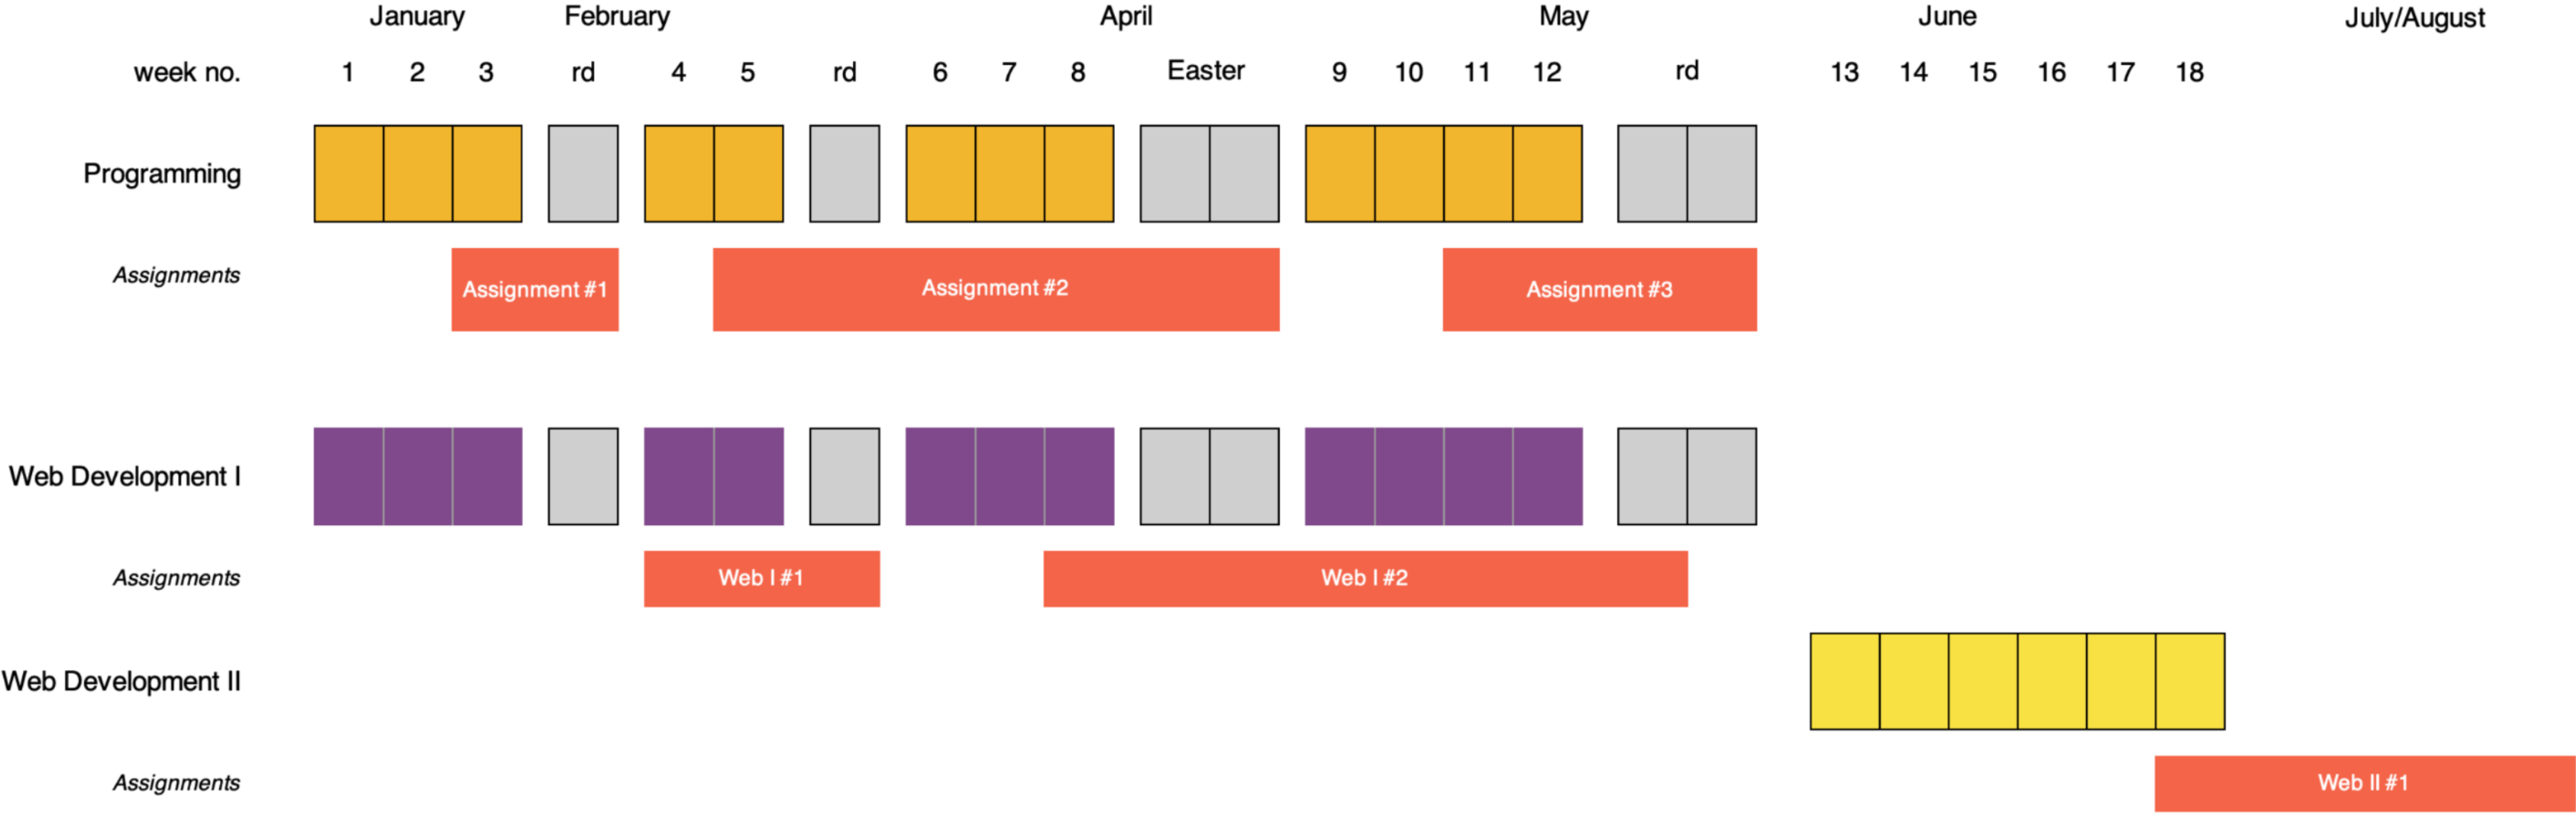 January February April May June July/August
week no. 1 2 3 rd 4 5 rd 6 7 8 Easter 9 10 11 12 rd 13 14 15 16 17 18
Programming
Assignments Assignment #1 Assignment #2 Assignment #3
Web Development I
Assignments Web I #1 Web I #2
Web Development II
Assignments Web II #1